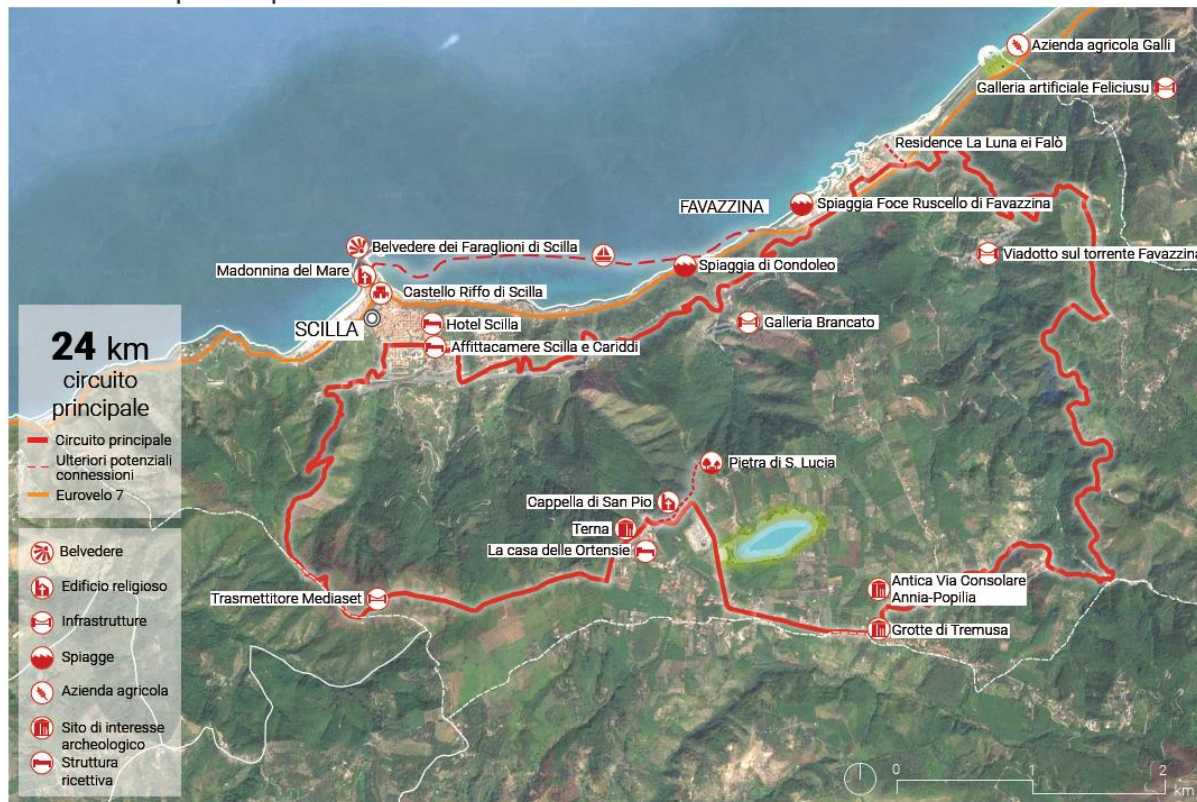 Azienda agricola Galli
Galleria artificiale Feliciusu
Residence La Luna ei Falò
FAVAZZINA
Spiaggia Foce Ruscello di Favazzina
Belvedere dei Faraglioni di Scilla
Viadotto sul torrente Favazzina
Madonnina del Mare
Spiaggia di Condoleo
Castello Riffo di Scilla
SCILLA
Hotel Scilla
Galleria Brancato
Affittacamere Scilla e Cariddi
24 km
circuito
principale
Circuito principale
Ulteriori potenziali
connessioni
Eurovelo 7
Pietra di S. Lucia
Cappella di San Pio
Terna
La casa delle Ortensie
Trasmettitore Mediaset
Antica Via Consolare
Annia-Popilia
Grotte di Tremusa
Belvedere
Edificio religioso
Infrastrutture
Spiagge
Azienda agricola
Sito di interesse
archeologico
Struttura
ricettiva
0 1 2
km